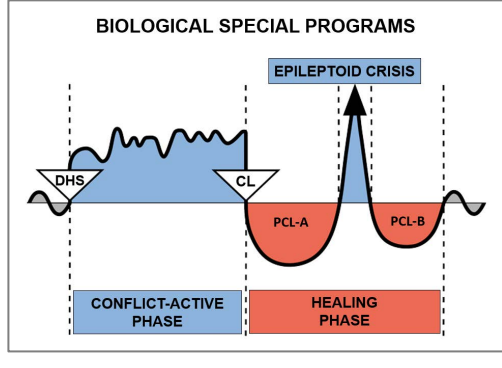 BIOLOGICAL SPECIAL PROGRAMS
EPILEPTOID CRISIS
DHS
CL
PCL-A
PCL-B
CONFLICT-ACTIVE
PHASE
HEALING
PHASE